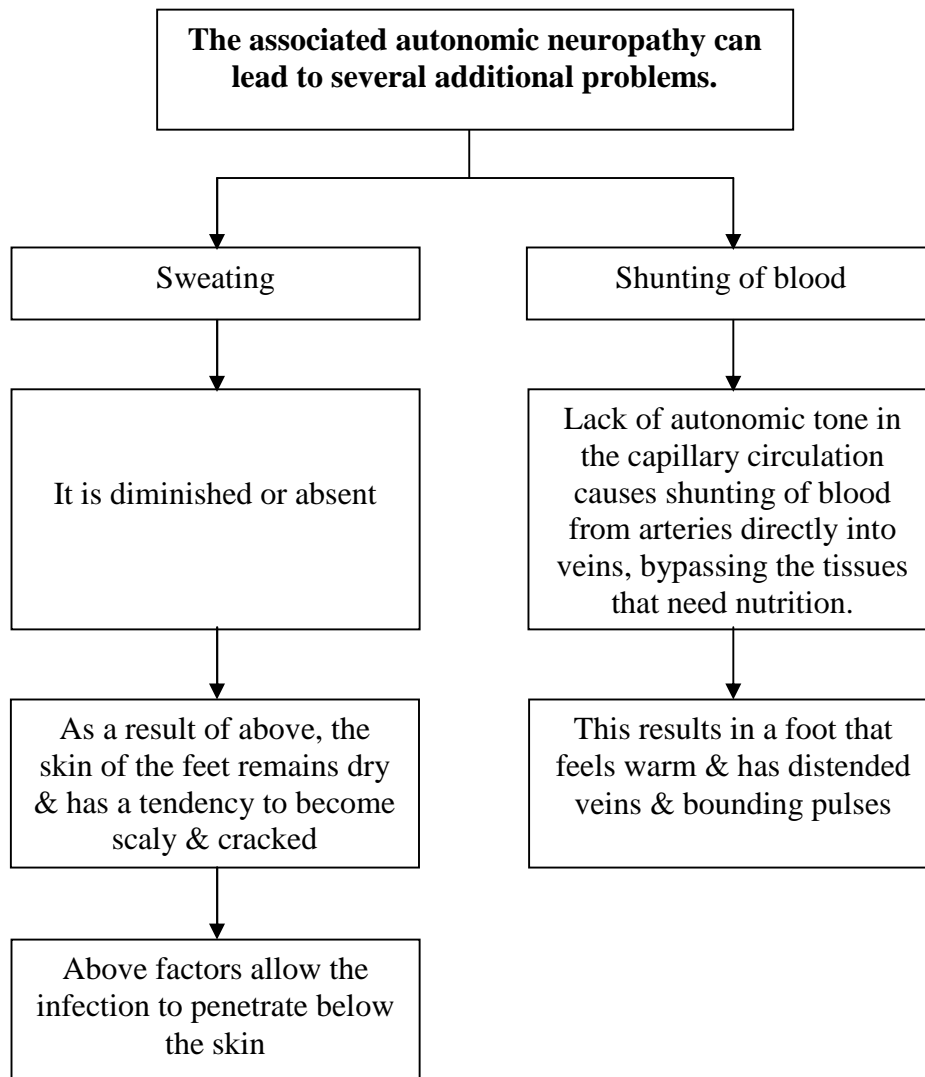 The associated autonomic neuropathy can
lead to several additional problems.
Sweating
Shunting of blood
It is diminished or absent
Lack of autonomic tone in
the capillary circulation
causes shunting of blood
from arteries directly into
veins, bypassing the tissues
that need nutrition.
As a result of above, the
skin of the feet remains dry
& has a tendency to become
scaly & cracked
This results in a foot that
feels warm & has distended
veins & bounding pulses
Above factors allow the
infection to penetrate below
the skin